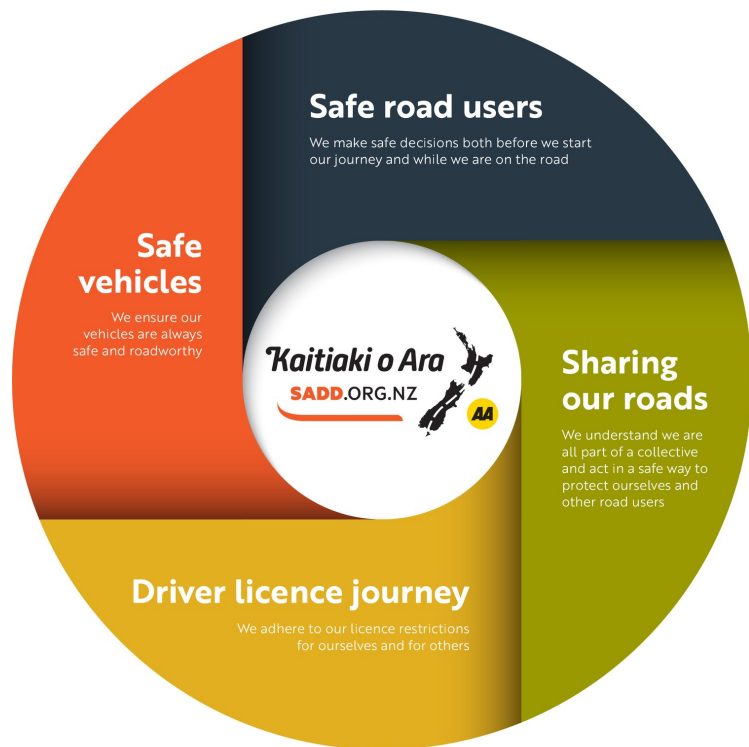 Safe road users
We make safe decisions both before we start
our journey and while we are on the road
Safe
vehicles
We ensure our
vehicles are always
safe and roadworthy
Kaitiaki o Ara
SADD.ORG.NZ
AA
Sharing
our roads
We understand we are
all part of a collective
and act in a safe way to
protect ourselves and
other road users
Driver licence journey
We adhere to our licence restrictions
for ourselves and for others